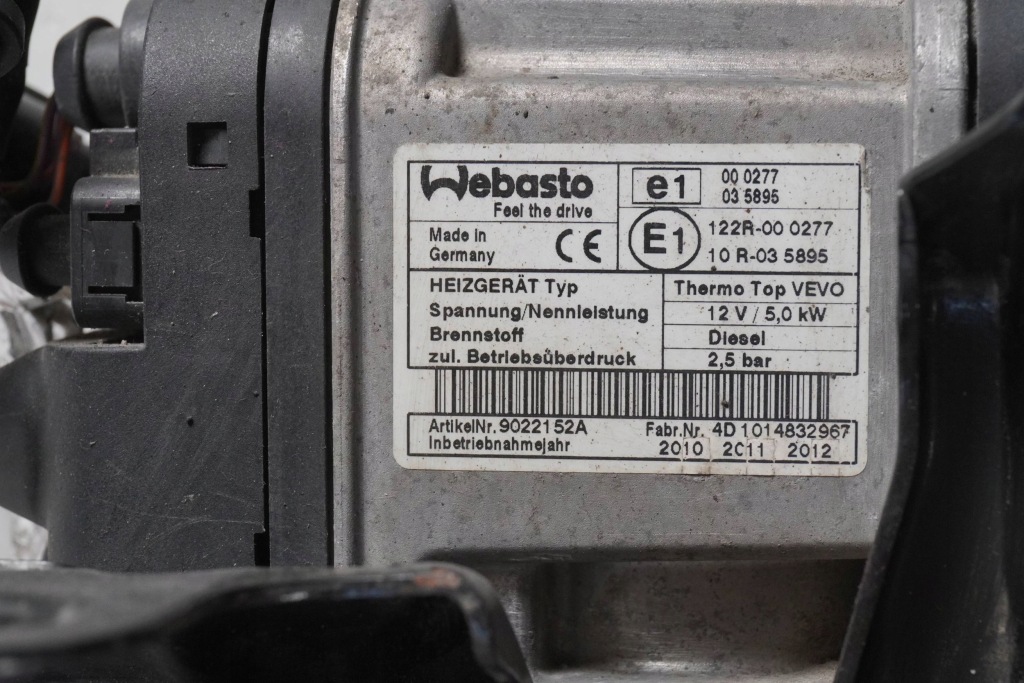 Webasto
Feel the drive
e1
00 0277
03 5895
Made in
Germany
CE
E1
122R-00 0277
10 R-03 5895
HEIZGERÄT Typ
Thermo Top VEVO
Spannung/Nennleistung
12 V / 5,0 kW
Brennstoff
Diesel
zul. Betriebsüberdruck
2,5 bar
ArtikelNr. 9022152A
Fabr.Nr. 4D1014832967
Inbetriebnahmejahr
2010 2011 2012